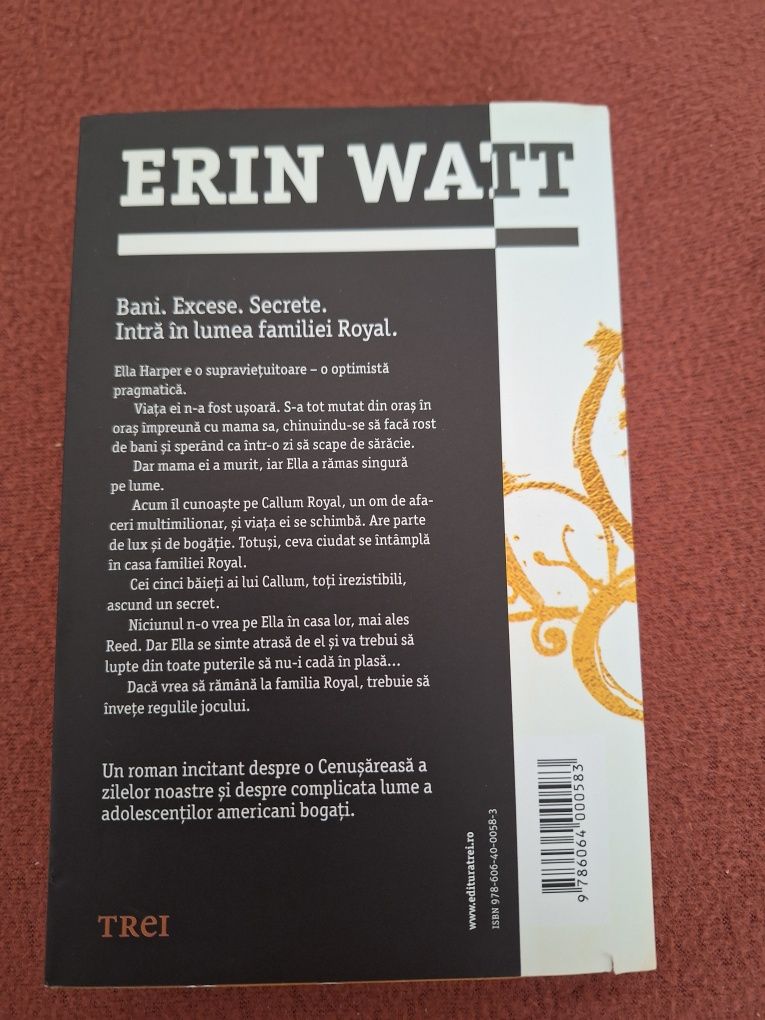 ERIN WATT
Bani. Excese. Secrete.
Intră în lumea familiei Royal.
Ella Harper e o supraviețuitoare – o optimistă
pragmatică.
Viața ei n-a fost ușoară. S-a tot mutat din oraș în
oraș împreună cu mama sa, chinuindu-se să facă rost
de bani și sperând ca într-o zi să scape de sărăcie.
Dar mama ei a murit, iar Ella a rămas singură
pe lume.
Acum îl cunoaște pe Callum Royal, un om de afa-
ceri multimilionar, și viața ei se schimbă. Are parte
de lux și de bogăție. Totuși, ceva ciudat se întâmplă
în casa familiei Royal.
Cei cinci băieți ai lui Callum, toți irezistibili,
ascund un secret.
Niciunul n-o vrea pe Ella în casa lor, mai ales
Reed. Dar Ella se simte atrasă de el și va trebui să
lupte din toate puterile să nu-i cadă în plasă...
Dacă vrea să rămână la familia Royal, trebuie să
învețe regulile jocului.
Un roman incitant despre o Cenușăreasă a
zilelor noastre și despre complicata lume a
adolescenților americani bogați.
TREI
www.edituratrei.ro
ISBN 978-606-40-0058-3
9 786064 000583